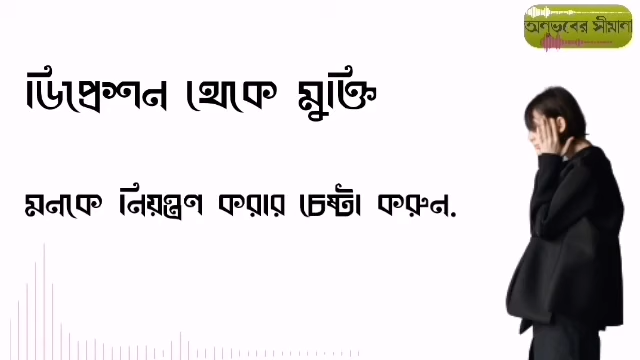 অনুভবের সীমানা
ডিপ্রেশন থেকে মুক্তি
মনকে নিয়ন্ত্রণ করার চেষ্টা করুন.